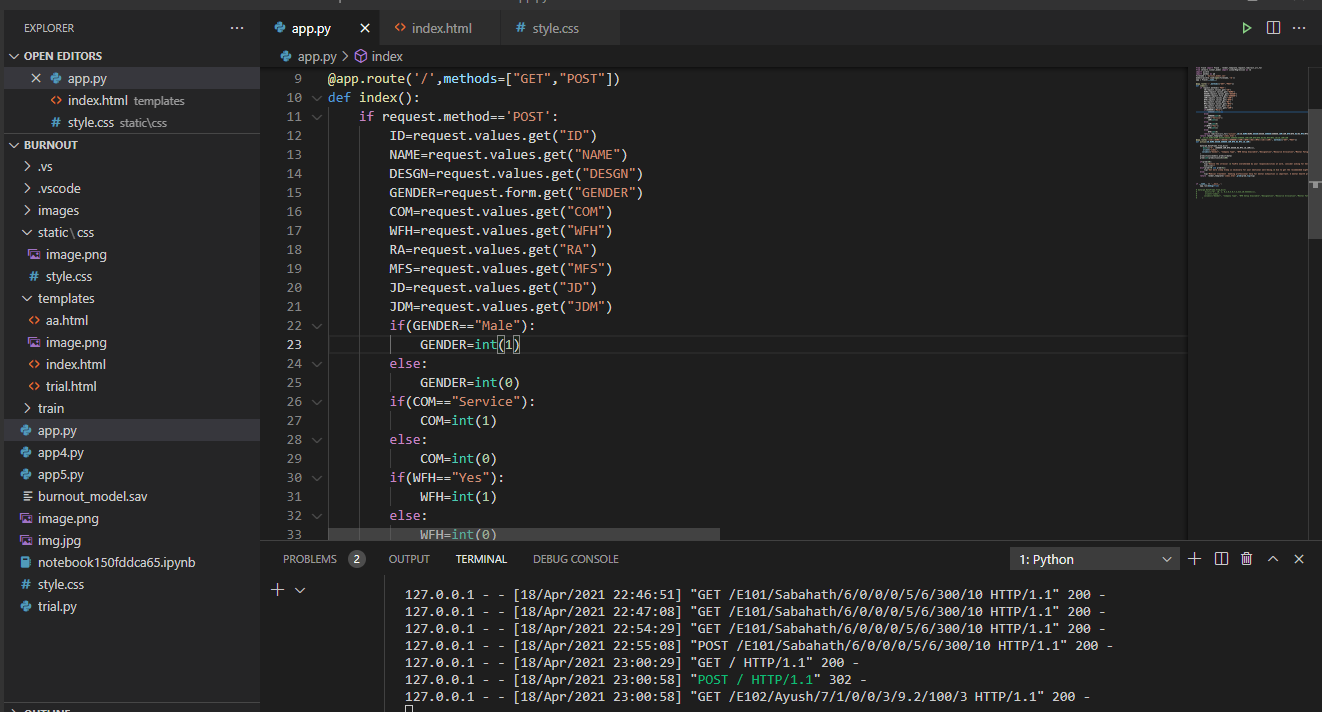 EXPLORER
OPEN EDITORS
app.py
index.html templates
style.css static\css
BURNOUT
.vs
.vscode
images
static\css
image.png
style.css
templates
aa.html
image.png
index.html
trial.html
train
app.py
app4.py
app5.py
burnout_model.sav
image.png
img.jpg
notebook150fddca65.ipynb
style.css
trial.py
OUTLINE
app.py index.html style.css
app.py > index
9 @app.route('/',methods=["GET","POST"])
10 def index():
11 if request.method=='POST':
12 ID=request.values.get("ID")
13 NAME=request.values.get("NAME")
14 DESGN=request.values.get("DESGN")
15 GENDER=request.form.get("GENDER")
16 COM=request.values.get("COM")
17 WFH=request.values.get("WFH")
18 RA=request.values.get("RA")
19 MFS=request.values.get("MFS")
20 JD=request.values.get("JD")
21 JDM=request.values.get("JDM")
22 if(GENDER=="Male"):
23 GENDER=int(1)
24 else:
25 GENDER=int(0)
26 if(COM=="Service"):
27 COM=int(1)
28 else:
29 COM=int(0)
30 if(WFH=="Yes"):
31 WFH=int(1)
32 else:
33 WFH=int(0)
PROBLEMS 2 OUTPUT TERMINAL DEBUG CONSOLE 1: Python
127.0.0.1 - - [18/Apr/2021 22:46:51] "GET /E101/Sabahath/6/0/0/0/5/6/300/10 HTTP/1.1" 200 -
127.0.0.1 - - [18/Apr/2021 22:47:08] "GET /E101/Sabahath/6/0/0/0/5/6/300/10 HTTP/1.1" 200 -
127.0.0.1 - - [18/Apr/2021 22:54:29] "GET /E101/Sabahath/6/0/0/0/5/6/300/10 HTTP/1.1" 200 -
127.0.0.1 - - [18/Apr/2021 22:55:08] "POST /E101/Sabahath/6/0/0/0/5/6/300/10 HTTP/1.1" 200 -
127.0.0.1 - - [18/Apr/2021 23:00:29] "GET / HTTP/1.1" 200 -
127.0.0.1 - - [18/Apr/2021 23:00:58] "POST / HTTP/1.1" 302 -
127.0.0.1 - - [18/Apr/2021 23:00:58] "GET /E102/Ayush/7/1/0/0/3/9.2/100/3 HTTP/1.1" 200 -